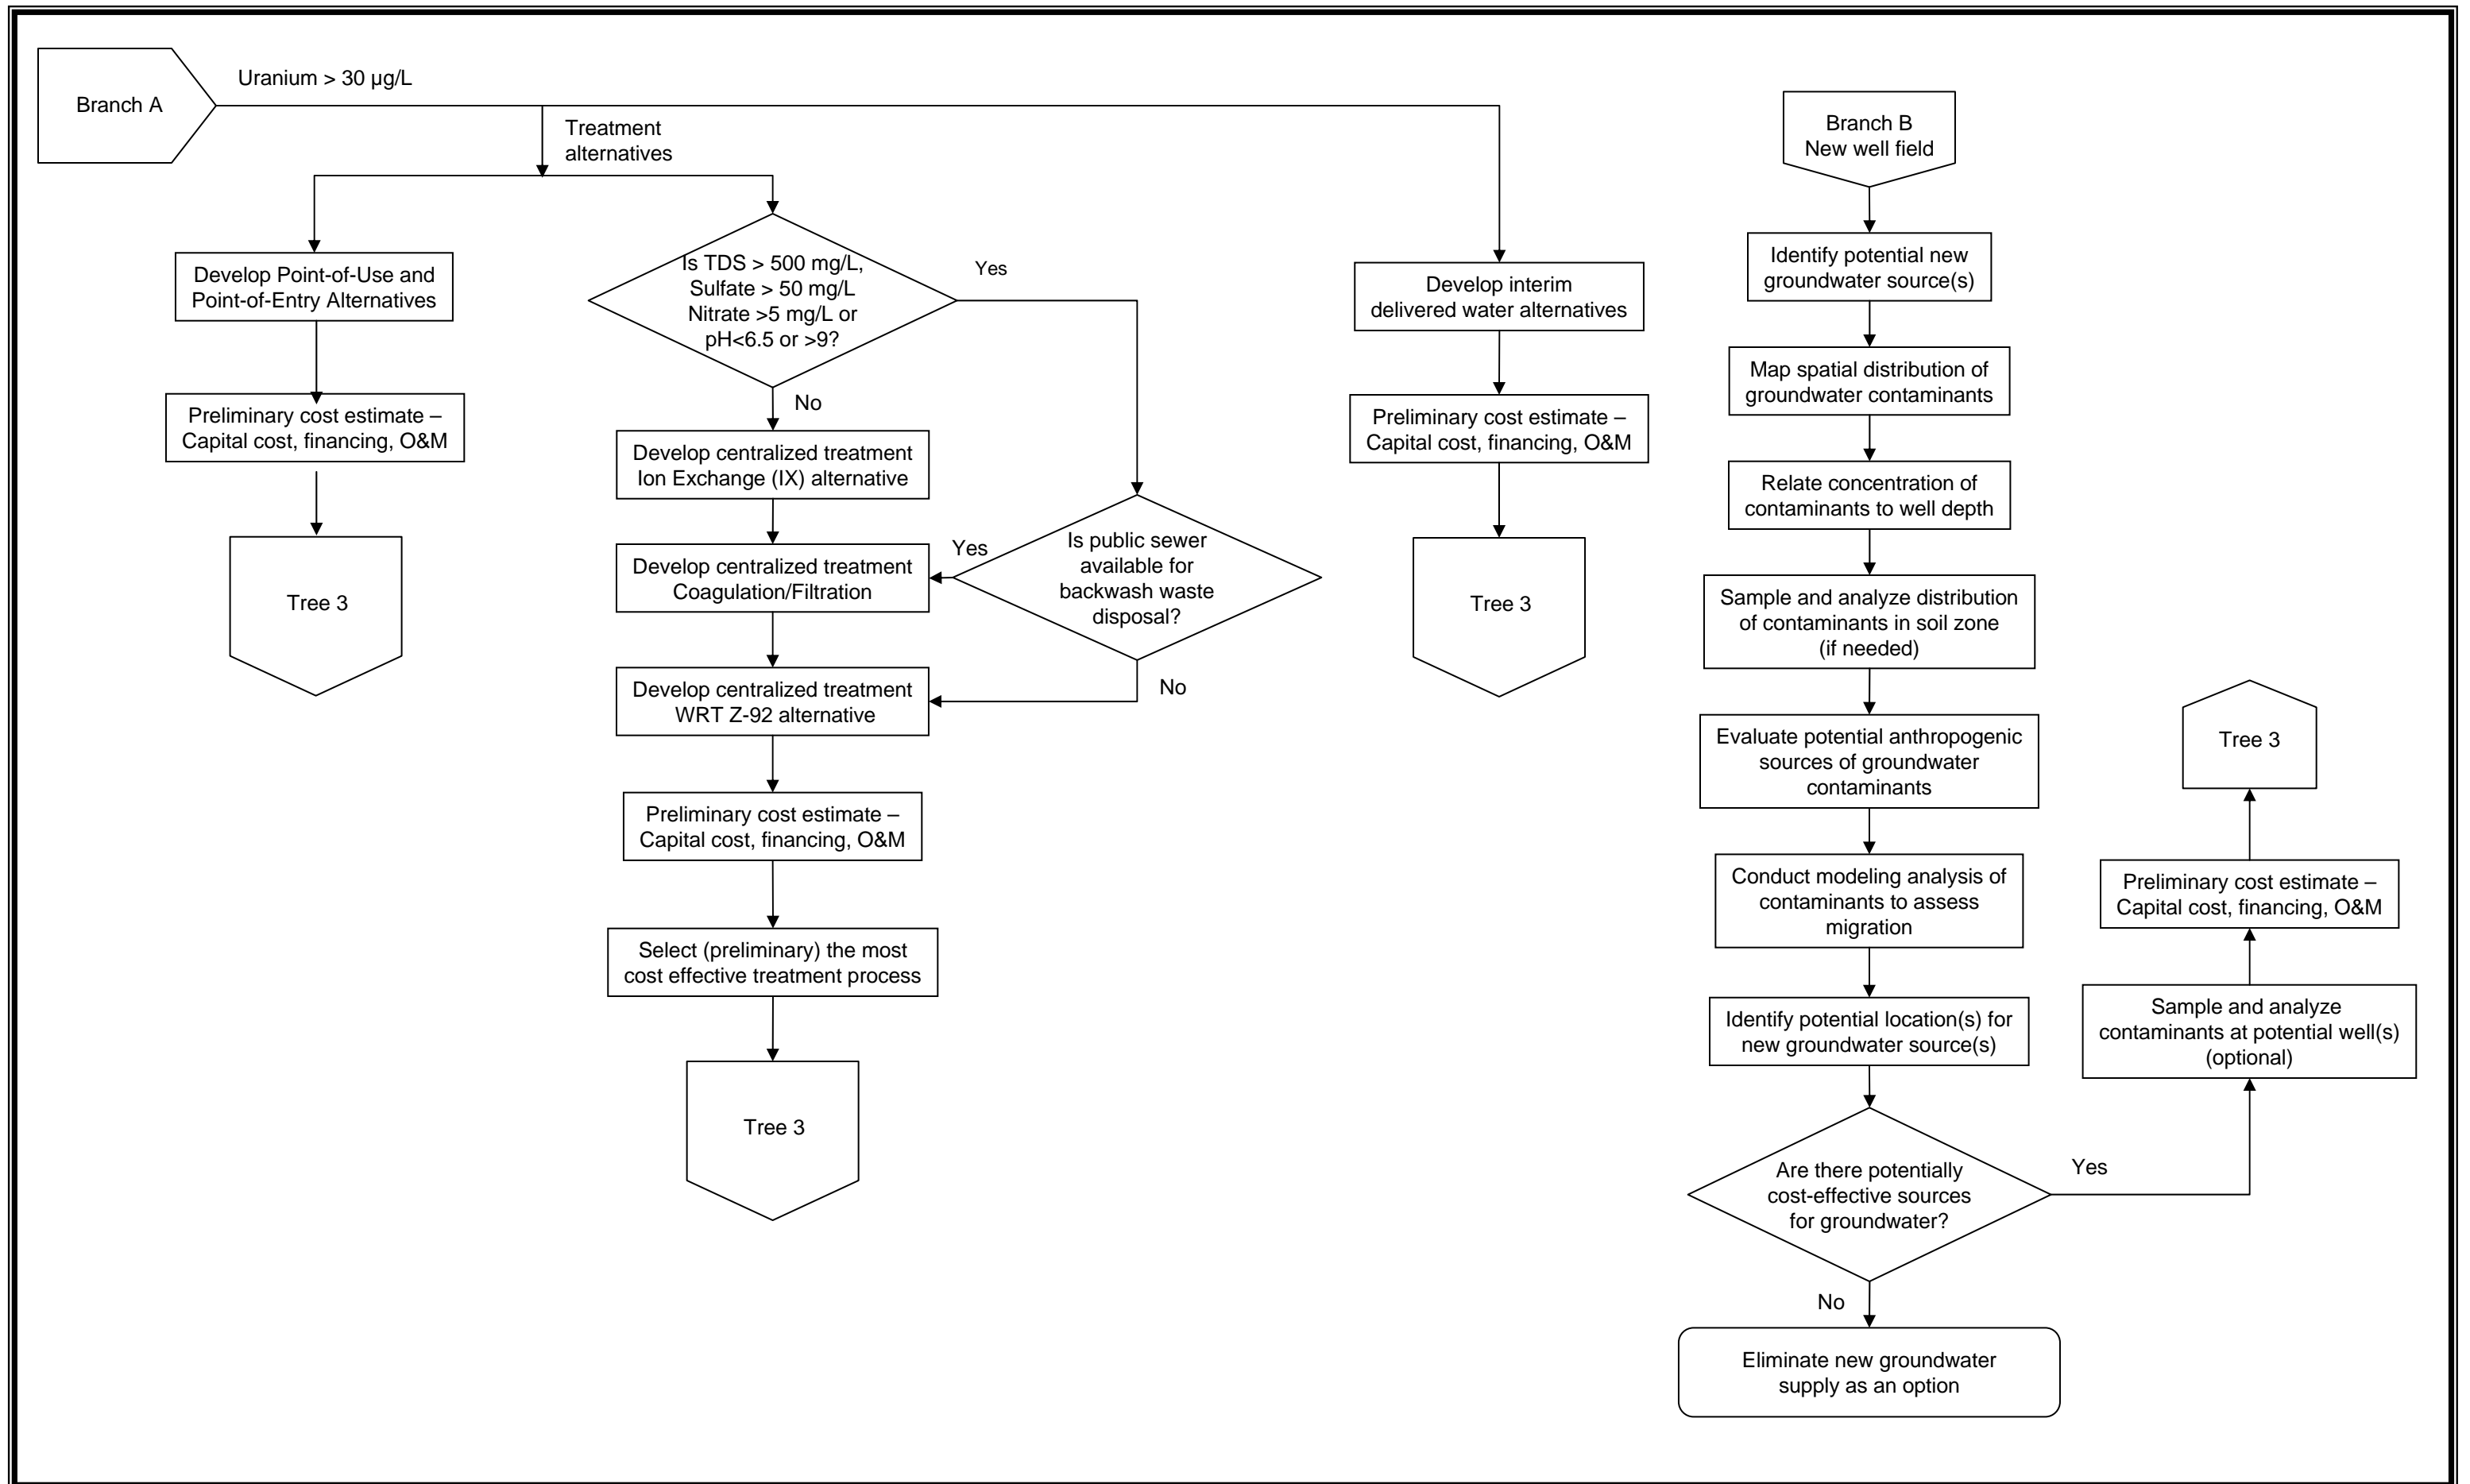 Branch A
Uranium > 30 µg/L
Treatment
alternatives
Develop Point-of-Use and
Point-of-Entry Alternatives
Preliminary cost estimate –
Capital cost, financing, O&M
Tree 3
Is TDS > 500 mg/L,
Sulfate > 50 mg/L
Nitrate >5 mg/L or
pH<6.5 or >9?
Yes
No
Develop centralized treatment
Ion Exchange (IX) alternative
Develop centralized treatment
Coagulation/Filtration
Yes
Is public sewer
available for
backwash waste
disposal?
No
Develop centralized treatment
WRT Z-92 alternative
Preliminary cost estimate –
Capital cost, financing, O&M
Select (preliminary) the most
cost effective treatment process
Tree 3
Develop interim
delivered water alternatives
Preliminary cost estimate –
Capital cost, financing, O&M
Tree 3
Branch B
New well field
Identify potential new
groundwater source(s)
Map spatial distribution of
groundwater contaminants
Relate concentration of
contaminants to well depth
Sample and analyze distribution
of contaminants in soil zone
(if needed)
Evaluate potential anthropogenic
sources of groundwater
contaminants
Conduct modeling analysis of
contaminants to assess
migration
Identify potential location(s) for
new groundwater source(s)
Are there potentially
cost-effective sources
for groundwater?
Yes
No
Eliminate new groundwater
supply as an option
Sample and analyze
contaminants at potential well(s)
(optional)
Preliminary cost estimate –
Capital cost, financing, O&M
Tree 3